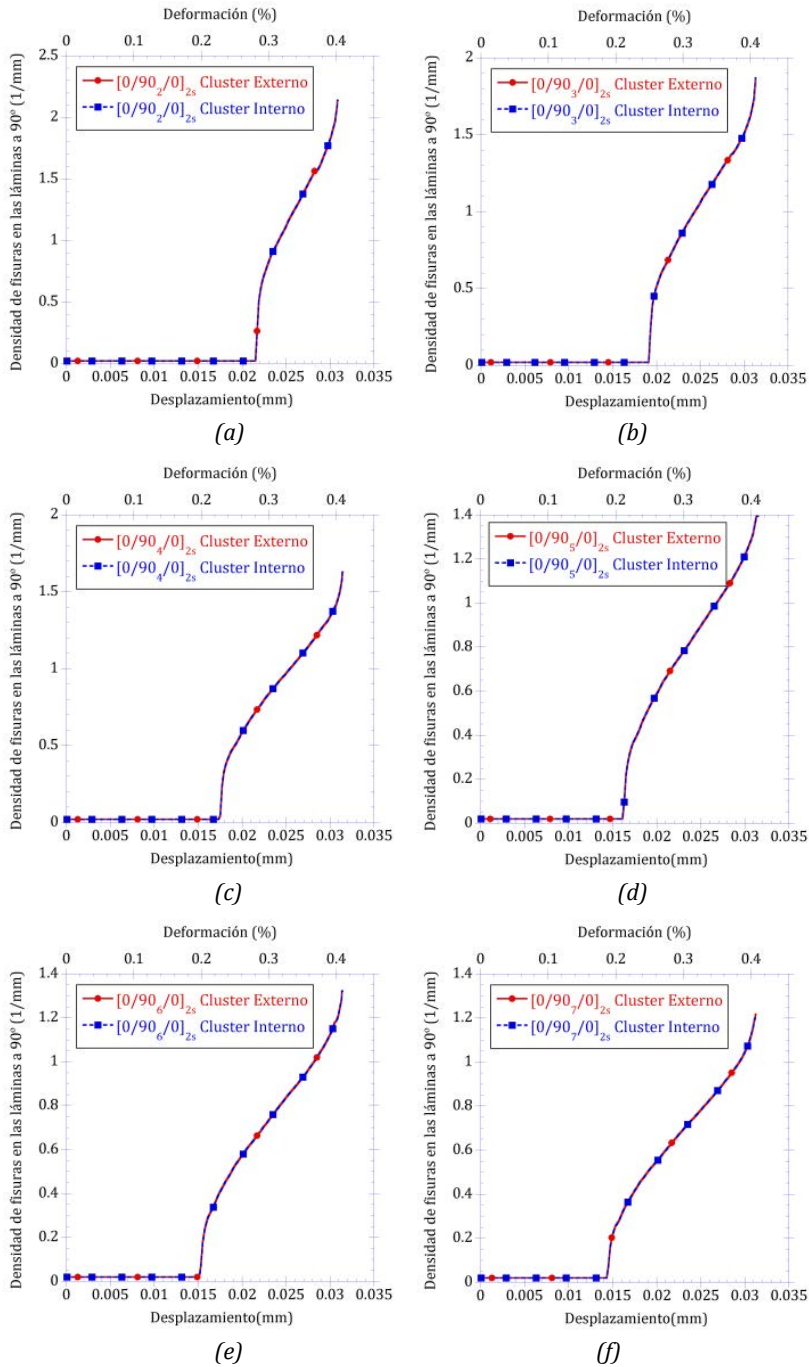 Deformación (%)
0 0.1 0.2 0.3 0.4
Densidad de fisuras en las láminas a 90º (1/mm)
2.5
2
1.5
1
0.5
0
[0/90₂/0]₂ₛ Cluster Externo
[0/90₂/0]₂ₛ Cluster Interno
0 0.005 0.01 0.015 0.02 0.025 0.03 0.035
Desplazamiento(mm)
(a)
Deformación (%)
0 0.1 0.2 0.3 0.4
Densidad de fisuras en las láminas a 90º (1/mm)
2
1.5
1
0.5
0
[0/90₃/0]₂ₛ Cluster Externo
[0/90₃/0]₂ₛ Cluster Interno
0 0.005 0.01 0.015 0.02 0.025 0.03 0.035
Desplazamiento(mm)
(b)
Deformación (%)
0 0.1 0.2 0.3 0.4
Densidad de fisuras en las láminas a 90º (1/mm)
2
1.5
1
0.5
0
[0/90₄/0]₂ₛ Cluster Externo
[0/90₄/0]₂ₛ Cluster Interno
0 0.005 0.01 0.015 0.02 0.025 0.03 0.035
Desplazamiento(mm)
(c)
Deformación (%)
0 0.1 0.2 0.3 0.4
Densidad de fisuras en las láminas a 90º (1/mm)
1.4
1.2
1
0.8
0.6
0.4
0.2
0
[0/90₅/0]₂ₛ Cluster Externo
[0/90₅/0]₂ₛ Cluster Interno
0 0.005 0.01 0.015 0.02 0.025 0.03 0.035
Desplazamiento(mm)
(d)
Deformación (%)
0 0.1 0.2 0.3 0.4
Densidad de fisuras en las láminas a 90º (1/mm)
1.4
1.2
1
0.8
0.6
0.4
0.2
0
[0/90₆/0]₂ₛ Cluster Externo
[0/90₆/0]₂ₛ Cluster Interno
0 0.005 0.01 0.015 0.02 0.025 0.03 0.035
Desplazamiento(mm)
(e)
Deformación (%)
0 0.1 0.2 0.3 0.4
Densidad de fisuras en las láminas a 90º (1/mm)
1.4
1.2
1
0.8
0.6
0.4
0.2
0
[0/90₇/0]₂ₛ Cluster Externo
[0/90₇/0]₂ₛ Cluster Interno
0 0.005 0.01 0.015 0.02 0.025 0.03 0.035
Desplazamiento(mm)
(f)